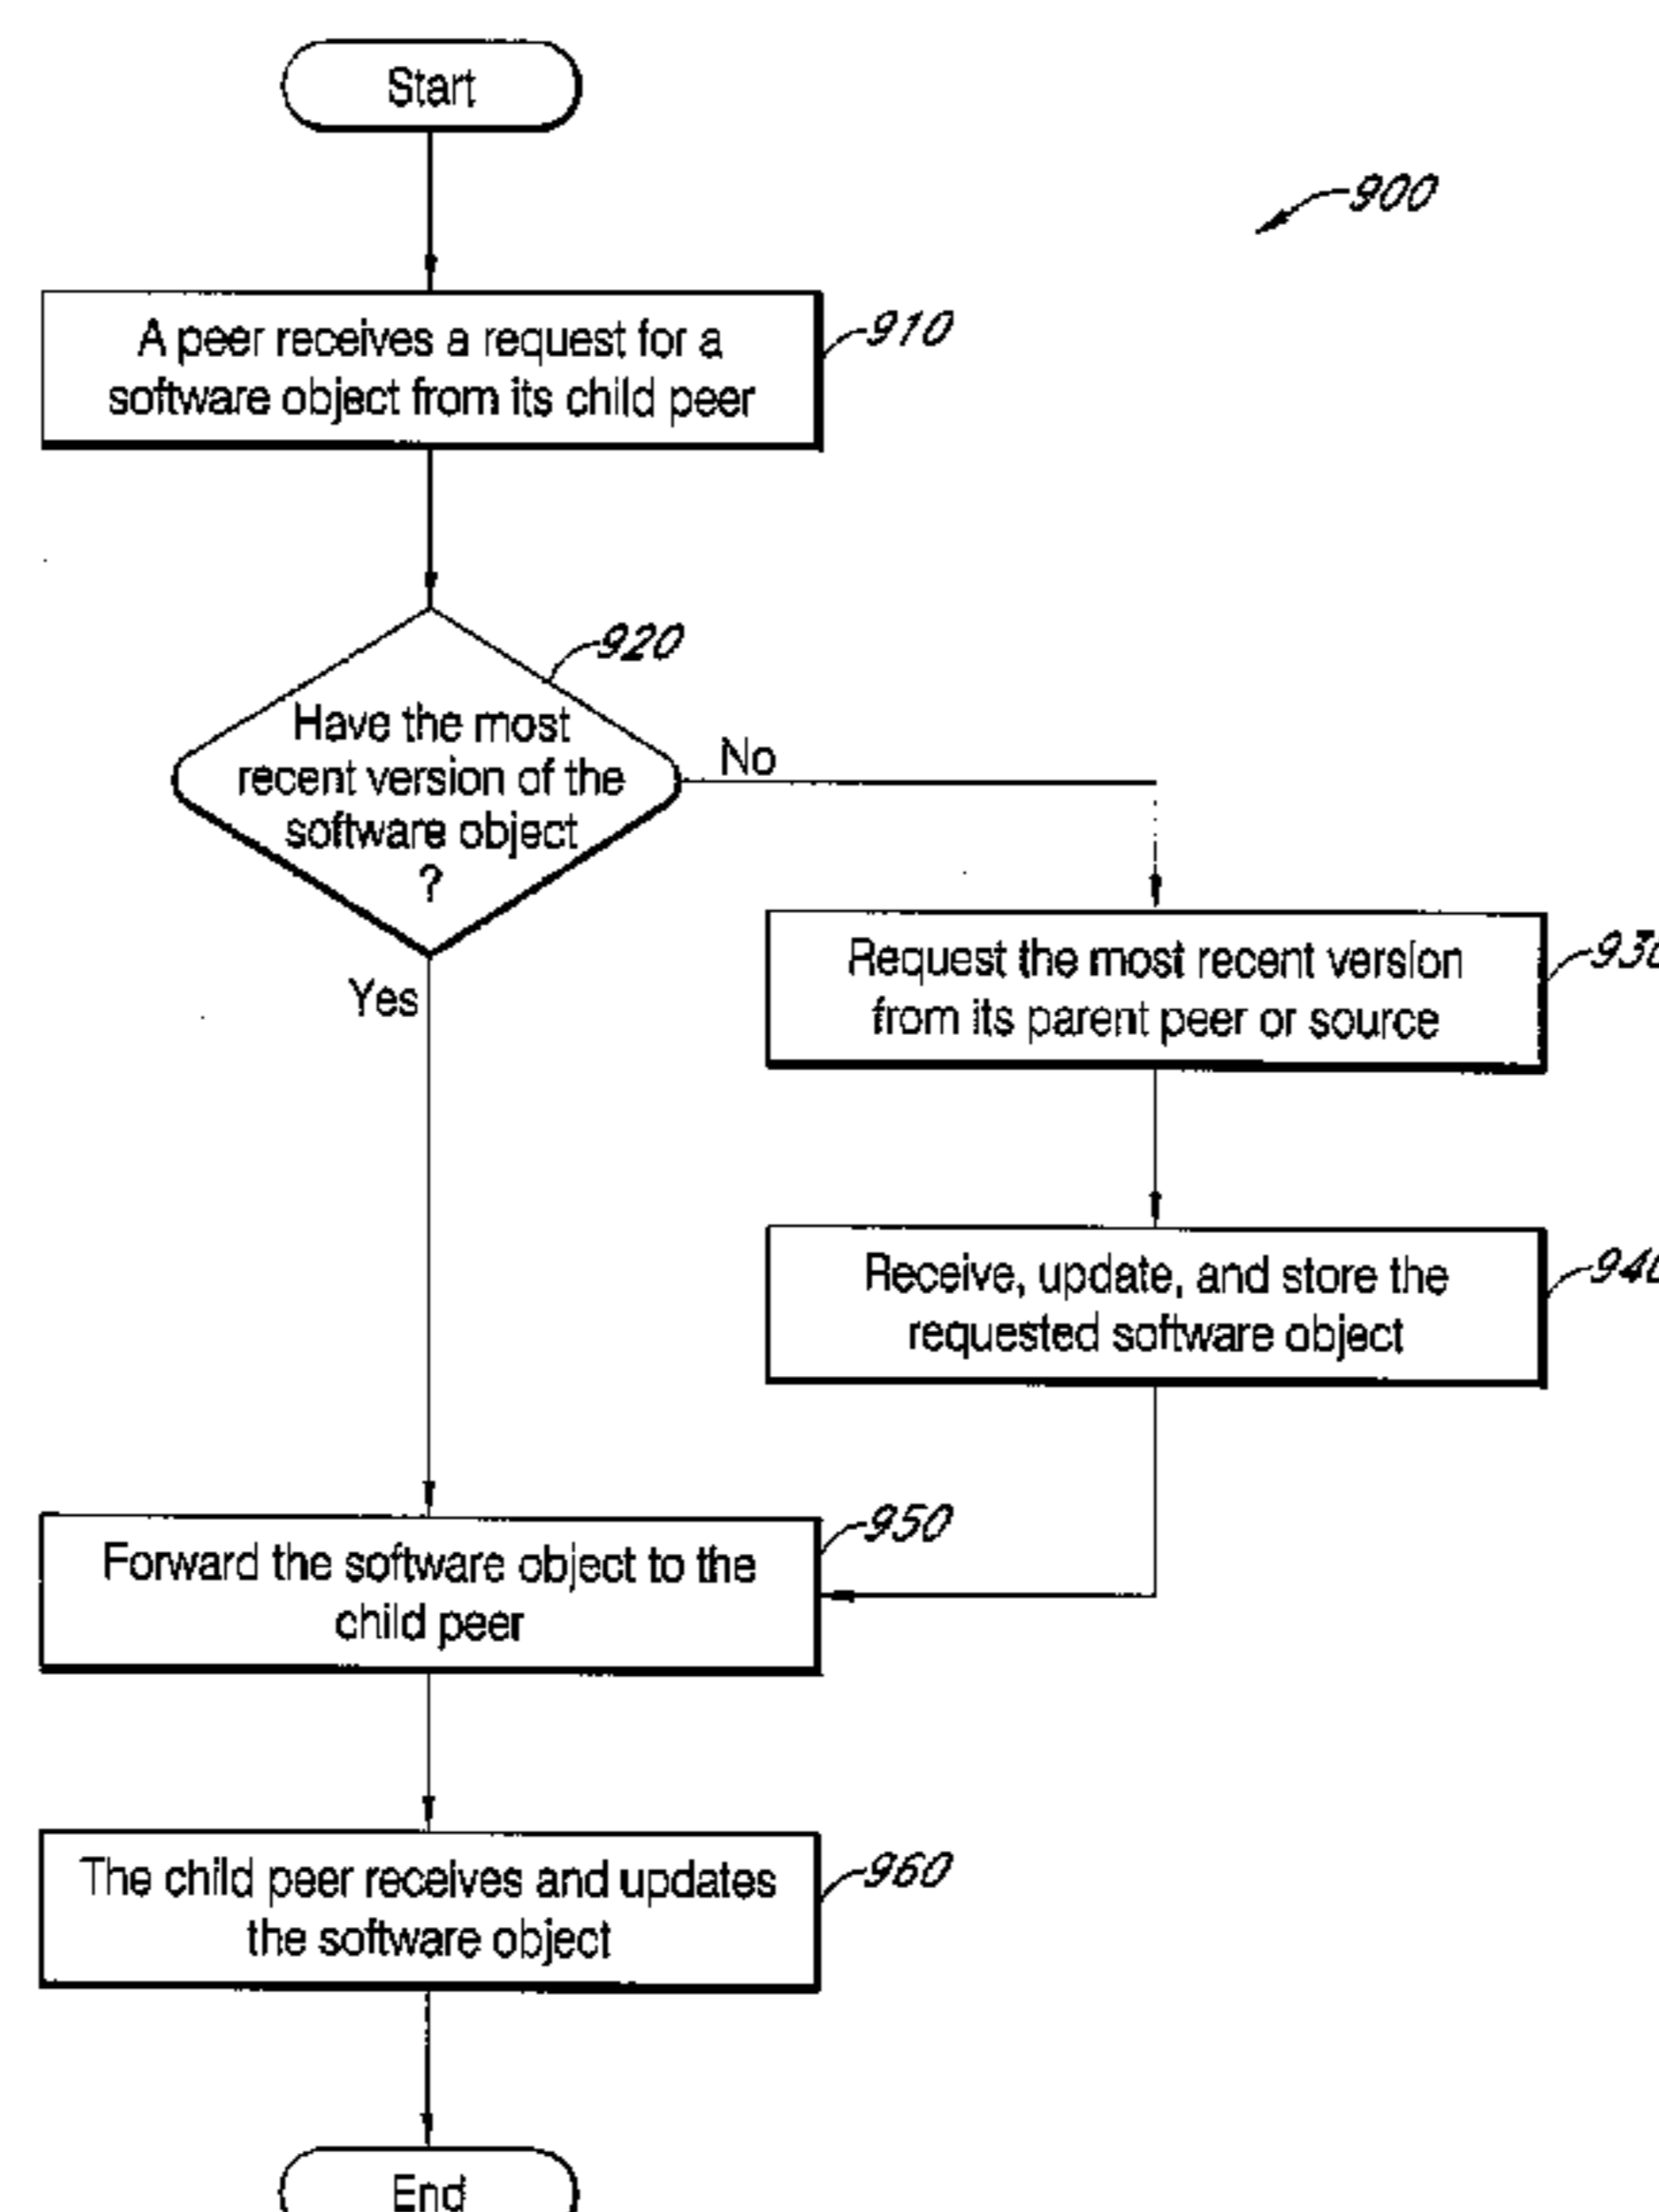 Start
900
A peer receives a request for a
software object from its child peer
910
920
Have the most
recent version of the
software object
?
No
Yes
Request the most recent version
from its parent peer or source
930
Receive, update, and store the
requested software object
940
Forward the software object to the
child peer
950
The child peer receives and updates
the software object
960
End